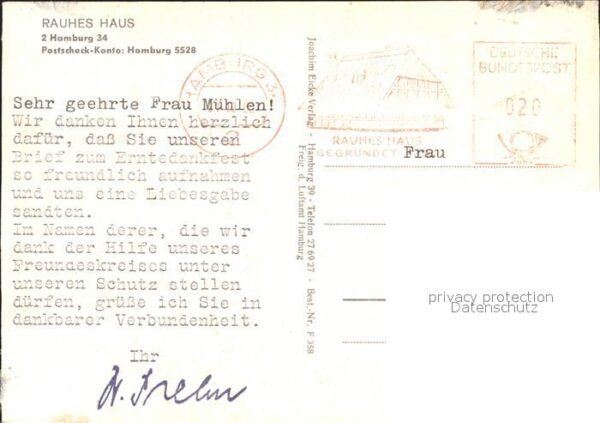 RAUHES HAUS
2 Hamburg 34
Postscheck-Konto: Hamburg 5528
HAMBURG 34
RAUHES HAUS
GEGRÜNDET
DEUTSCHE
BUNDESPOST
020
Sehr geehrte Frau Mühlen!
Wir danken Ihnen herzlich
dafür, daß Sie unseren
Brief zum Erntedankfest
so freundlich aufnahmen
und uns eine Liebesgabe
sandten.
Im Namen derer, die wir
dank der Hilfe unseres
Freundeskreises unter
unseren Schutz stellen
dürfen, grüße ich Sie in
dankbarer Verbundenheit.
Ihr
Joachim Eicke Verlag · Hamburg 39 - Telefon 27 69 27 · Best.-Nr. F 358
Freig. d. Luftamt Hamburg
Frau
privacy protection
Datenschutz